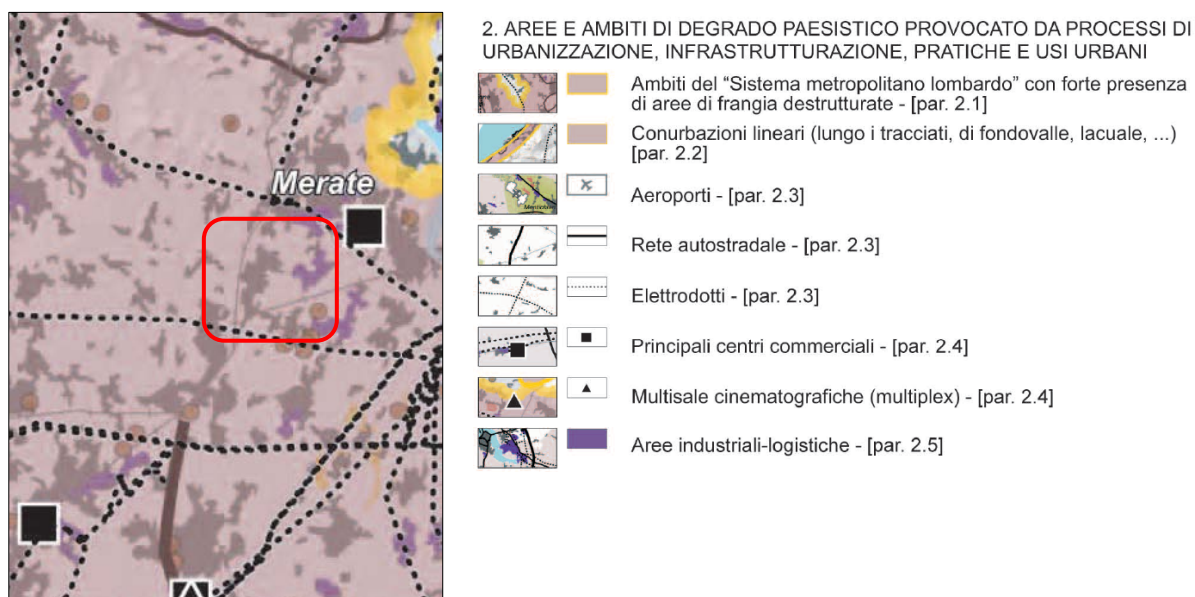 Merate
2. AREE E AMBITI DI DEGRADO PAESISTICO PROVOCATO DA PROCESSI DI
URBANIZZAZIONE, INFRASTRUTTURAZIONE, PRATICHE E USI URBANI
Ambiti del “Sistema metropolitano lombardo” con forte presenza
di aree di frangia destrutturate - [par. 2.1]
Conurbazioni lineari (lungo i tracciati, di fondovalle, lacuale, ...)
[par. 2.2]
Aeroporti - [par. 2.3]
Rete autostradale - [par. 2.3]
Elettrodotti - [par. 2.3]
Principali centri commerciali - [par. 2.4]
Multisale cinematografiche (multiplex) - [par. 2.4]
Aree industriali-logistiche - [par. 2.5]